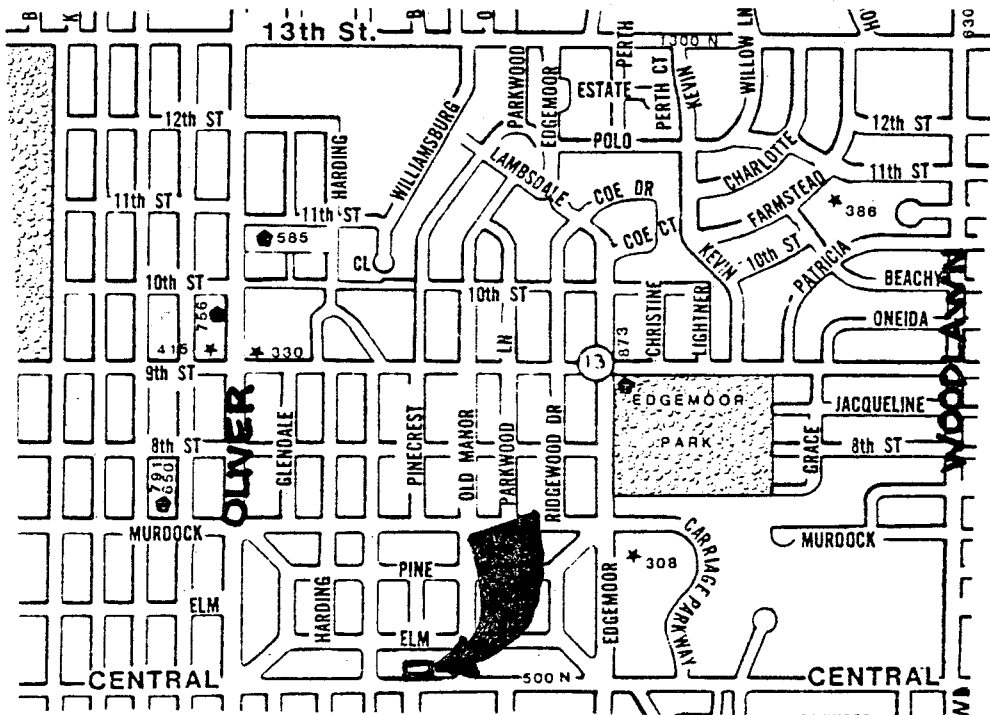 13th St.
1300 N
630
PARKWOOD
EDGEMOOR
PERTH
ESTATE
PERTH CT
KEVIN
WILLOW LN
12th ST
HARDING
WILLIAMSBURG
LAMBSDALE
POLO
CHARLOTTE
12th ST
11th ST
11th ST
11th ST
COE DR
COE CT
FARMSTEAD
386
585
CL
KEVIN
10th ST
PATRICIA
BEACHY
10th ST
10th ST
766
415
330
LN
873
CHRISTINE
LIGHTNER
ONEIDA
WOODLAWN
13
9th ST
OLIVER
GLENDALE
PINECREST
OLD MANOR
PARKWOOD
RIDGEWOOD DR
EDGEMOOR
PARK
JACQUELINE
GRACE
8th ST
8th ST
791
650
MURDOCK
MURDOCK
CARRIAGE PARKWAY
308
PINE
HARDING
EDGEMOOR
ELM
ELM
CENTRAL
500 N
CENTRAL